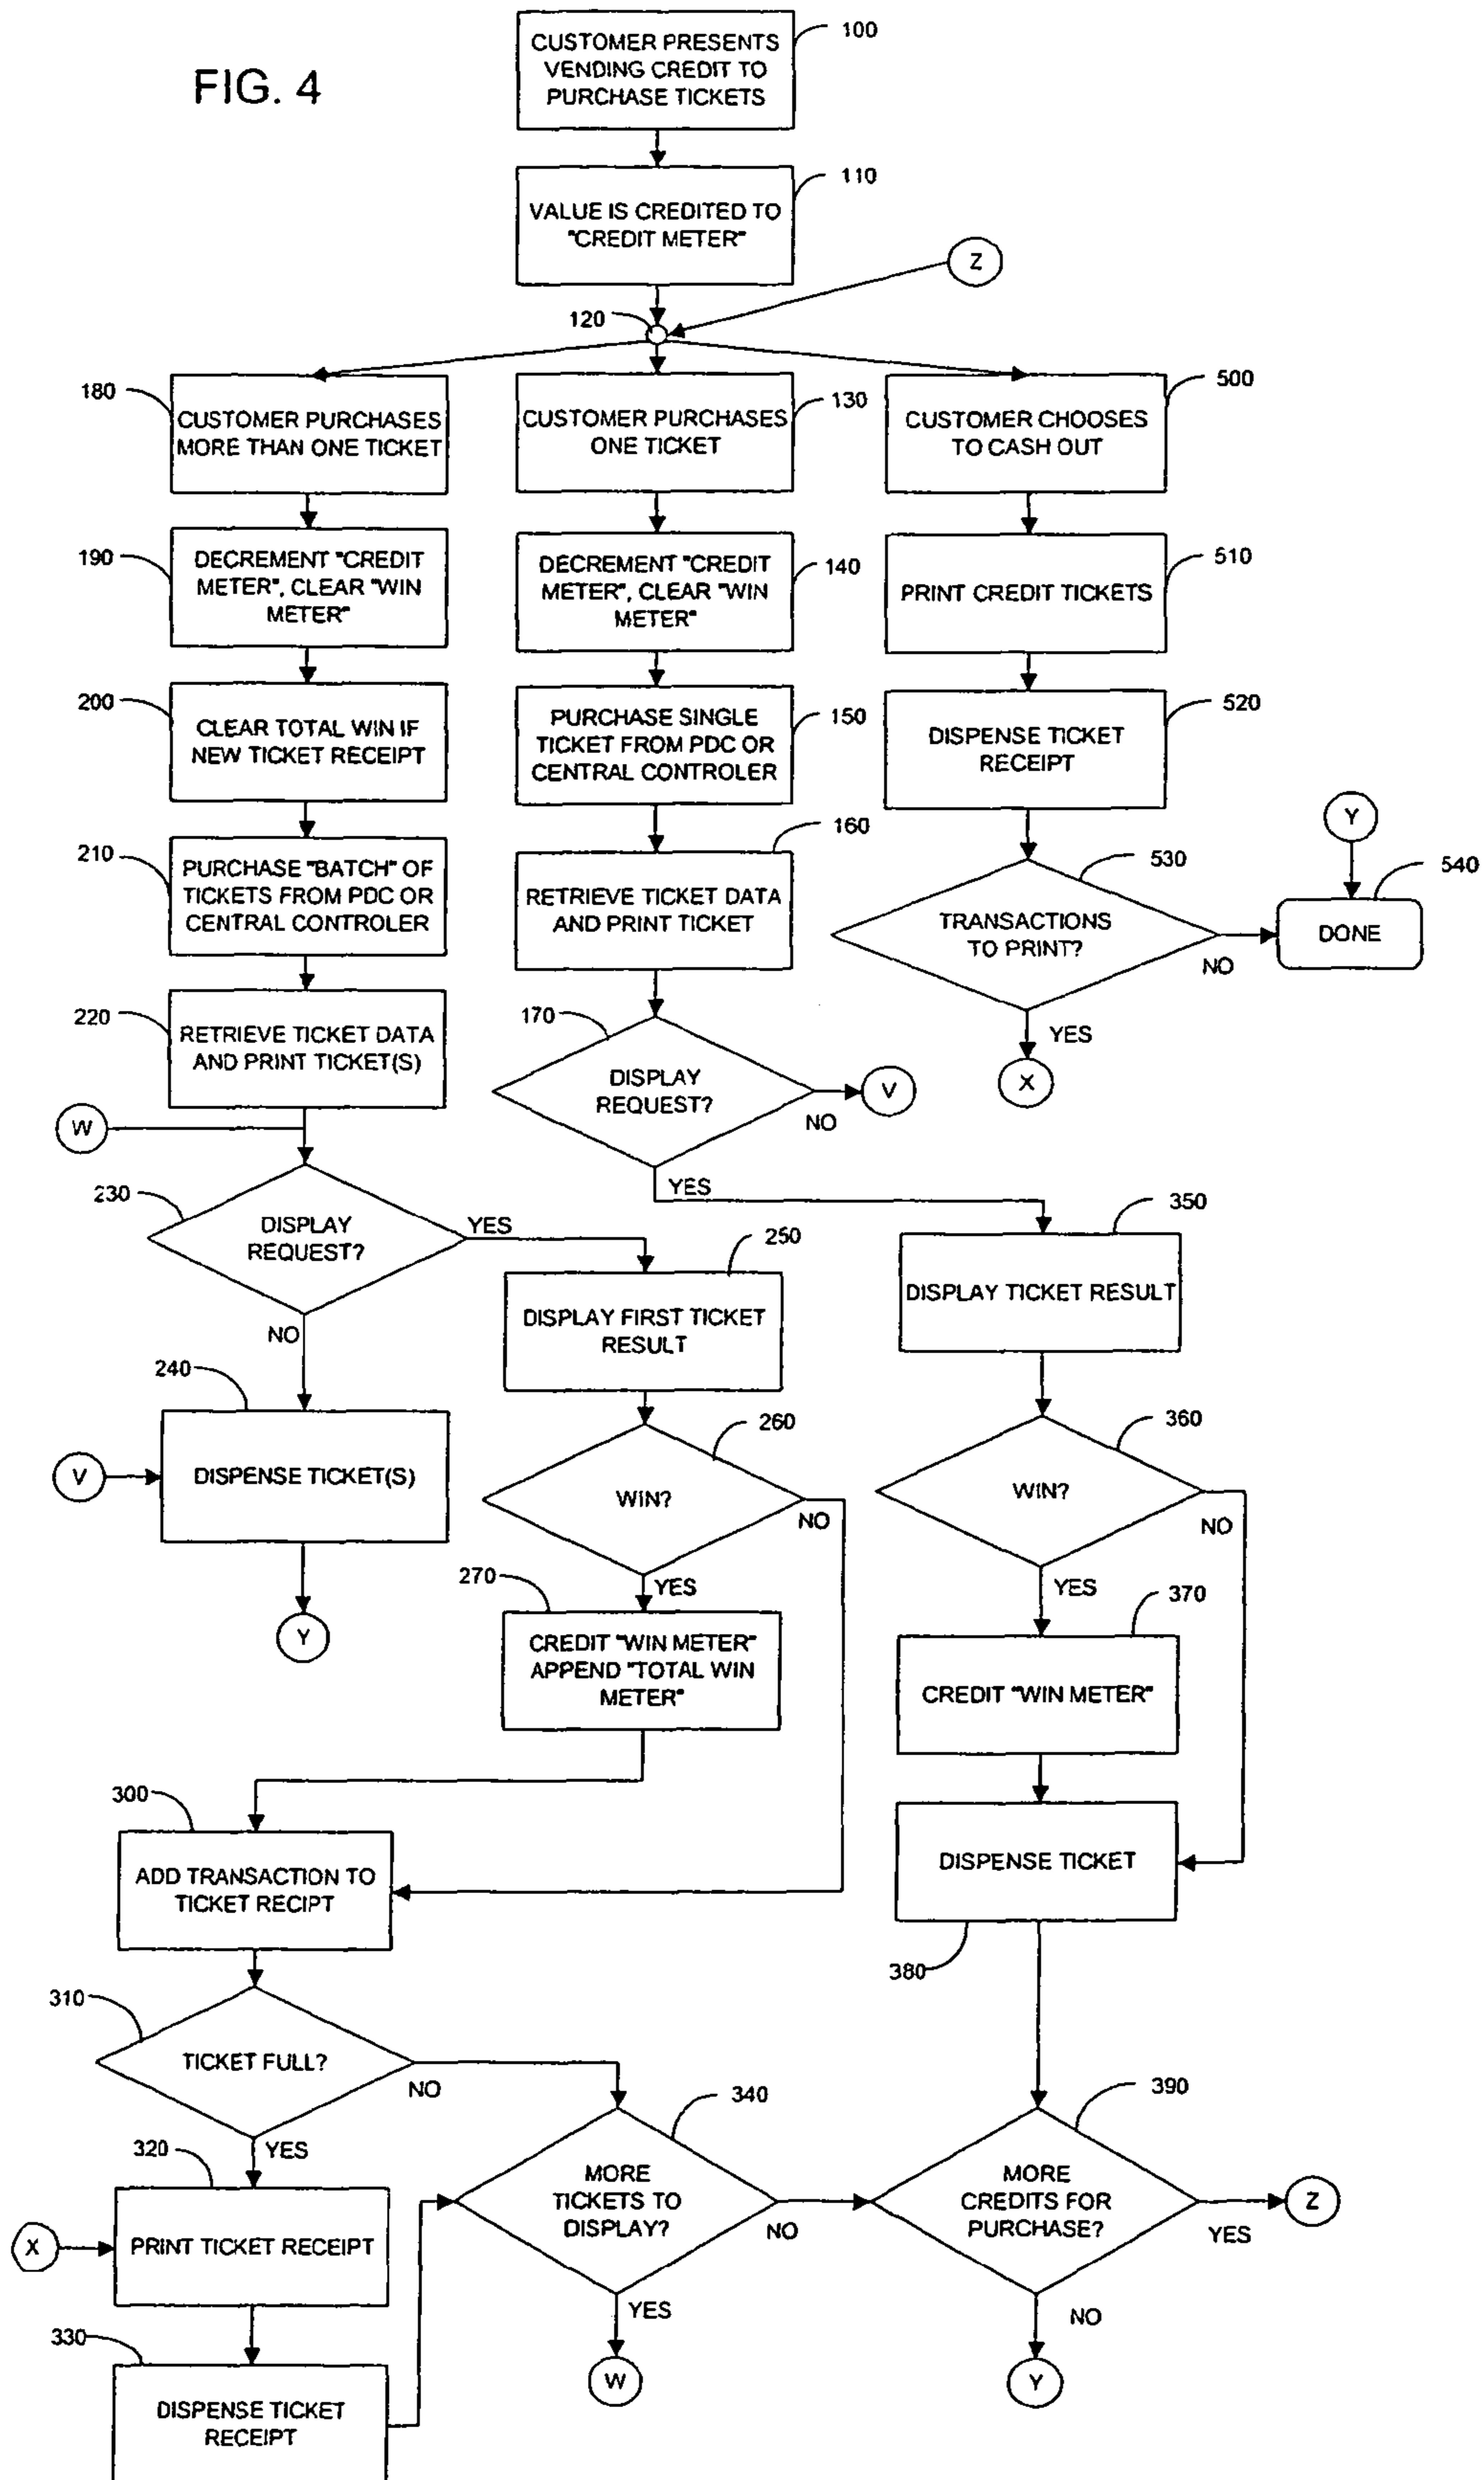 FIG. 4
CUSTOMER PRESENTS
VENDING CREDIT TO
PURCHASE TICKETS
100
VALUE IS CREDITED TO
"CREDIT METER"
110
Z
120
180
CUSTOMER PURCHASES
MORE THAN ONE TICKET
CUSTOMER PURCHASES
ONE TICKET
130
CUSTOMER CHOOSES
TO CASH OUT
500
190
DECREMENT "CREDIT
METER", CLEAR "WIN
METER"
DECREMENT "CREDIT
METER", CLEAR "WIN
METER"
140
PRINT CREDIT TICKETS
510
200
CLEAR TOTAL WIN IF
NEW TICKET RECEIPT
PURCHASE SINGLE
TICKET FROM PDC OR
CENTRAL CONTROLER
150
DISPENSE TICKET
RECEIPT
520
210
PURCHASE "BATCH" OF
TICKETS FROM PDC OR
CENTRAL CONTROLER
160
RETRIEVE TICKET DATA
AND PRINT TICKET
TRANSACTIONS
TO PRINT?
530
NO
YES
X
Y
DONE
540
220
RETRIEVE TICKET DATA
AND PRINT TICKET(S)
170
DISPLAY
REQUEST?
NO
V
YES
W
230
DISPLAY
REQUEST?
YES
NO
250
DISPLAY FIRST TICKET
RESULT
350
DISPLAY TICKET RESULT
240
DISPENSE TICKET(S)
V
Y
260
WIN?
NO
YES
360
WIN?
NO
YES
270
CREDIT "WIN METER"
APPEND "TOTAL WIN
METER"
370
CREDIT "WIN METER"
300
ADD TRANSACTION TO
TICKET RECIPT
DISPENSE TICKET
380
310
TICKET FULL?
NO
YES
340
MORE
TICKETS TO
DISPLAY?
NO
YES
W
390
MORE
CREDITS FOR
PURCHASE?
YES
Z
NO
Y
320
X
PRINT TICKET RECEIPT
330
DISPENSE TICKET
RECEIPT